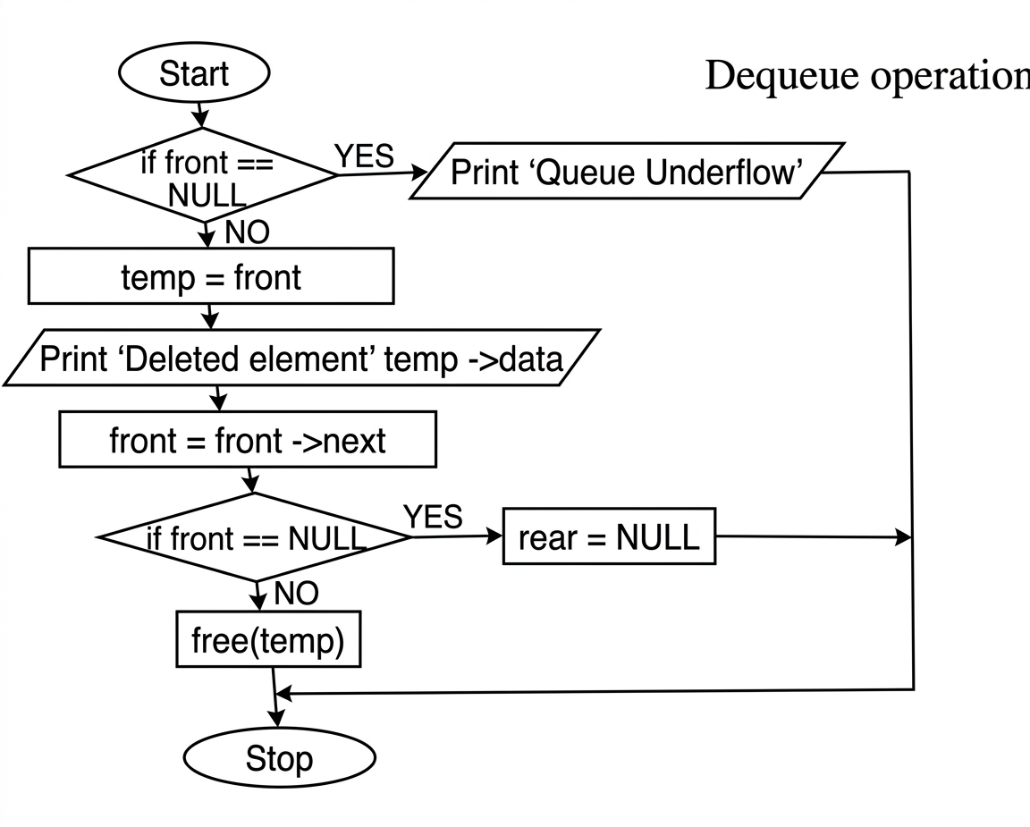 Start
Dequeue operation
if front ==
NULL
YES
Print ‘Queue Underflow’
NO
temp = front
Print ‘Deleted element’ temp ->data
front = front ->next
if front == NULL
YES
rear = NULL
NO
free(temp)
Stop